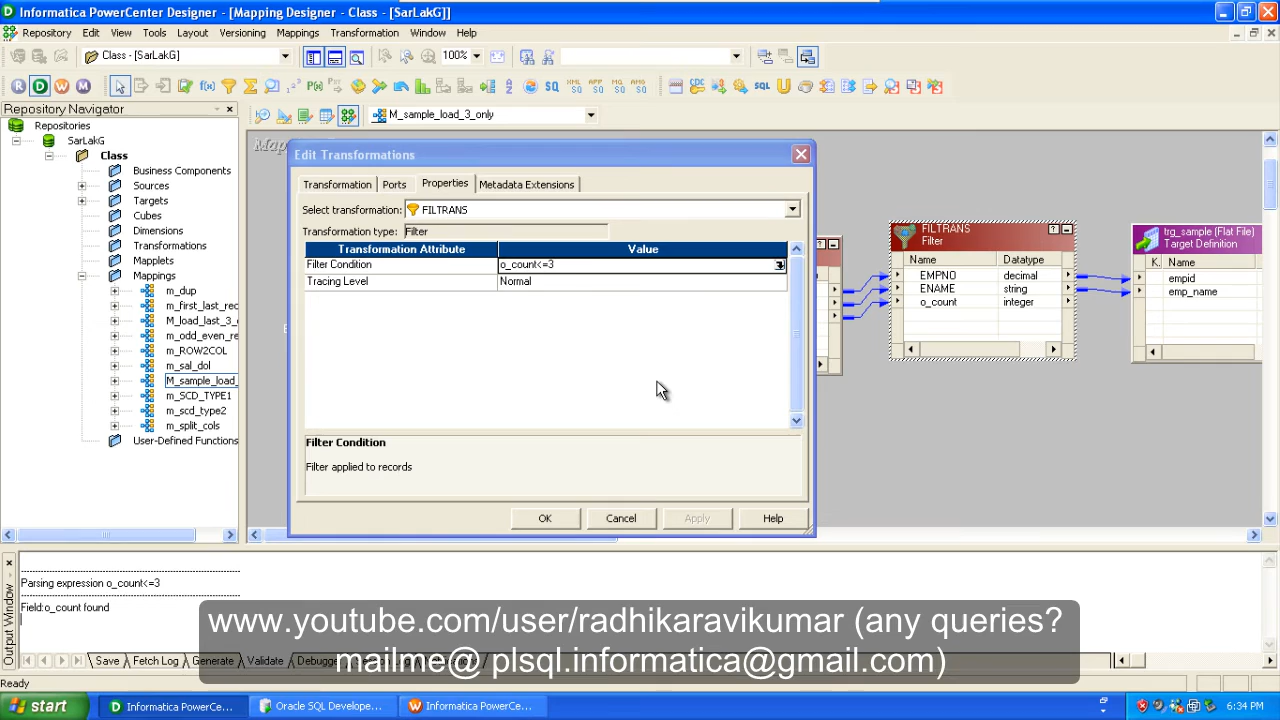 Informatica PowerCenter Designer - [Mapping Designer - Class - [SarLakG]]
Repository Edit View Tools Layout Versioning Mappings Transformation Window Help
Class - [SarLakG] 100%
Repository Navigator
M_sample_load_3_only
Repositories
SarLakG
Class
Business Components
Sources
Targets
Cubes
Dimensions
Transformations
Mapplets
Mappings
m_dup
m_first_last_rec
M_load_last_3_
m_odd_even_re
m_ROW2COL
m_sal_dol
M_sample_load_
m_SCD_TYPE1
m_scd_type2
m_split_cols
User-Defined Functions
Edit Transformations
Transformation Ports Properties Metadata Extensions
Select transformation: FILTRANS
Transformation type: Filter
Transformation Attribute Value
Filter Condition o_count<=3
Tracing Level Normal
Filter Condition
Filter applied to records
OK Cancel Apply Help
FILTRANS
Filter
Name Datatype
EMPNO decimal
ENAME string
o_count integer
trg_sample (Flat File)
Target Definition
K. Name
empid
emp_name
Output Window
Parsing expression o_count<=3
Field:o_count found
Save Fetch Log Generate Validate Debugger
www.youtube.com/user/radhikaravikumar (any queries?
mailme@ plsql.informatica@gmail.com)
Ready
start Informatica PowerCe... Oracle SQL Develope... Informatica PowerCe... 6:34 PM